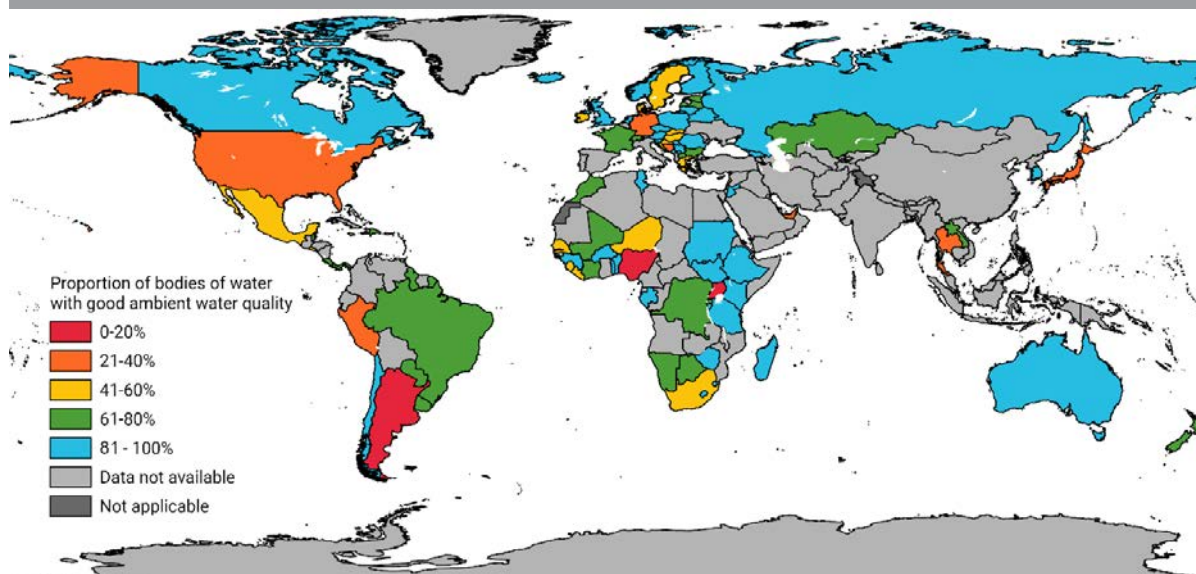 Proportion of bodies of water
with good ambient water quality
0-20%
21-40%
41-60%
61-80%
81 - 100%
Data not available
Not applicable